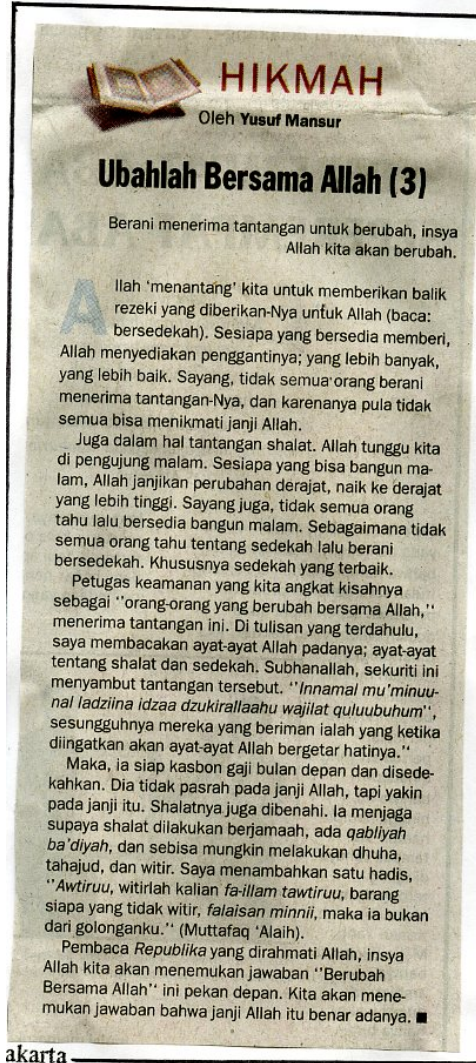 HIKMAH
Oleh Yusuf Mansur
Ubahlah Bersama Allah (3)
Berani menerima tantangan untuk berubah, insya
Allah kita akan berubah.
Allah 'menantang' kita untuk memberikan balik
rezeki yang diberikan-Nya untuk Allah (baca:
bersedekah). Sesiapa yang bersedia memberi,
Allah menyediakan penggantinya; yang lebih banyak,
yang lebih baik. Sayang, tidak semua orang berani
menerima tantangan-Nya, dan karenanya pula tidak
semua bisa menikmati janji Allah.
Juga dalam hal tantangan shalat. Allah tunggu kita
di pengujung malam. Sesiapa yang bisa bangun ma-
lam, Allah janjikan perubahan derajat, naik ke derajat
yang lebih tinggi. Sayang juga, tidak semua orang
tahu lalu bersedia bangun malam. Sebagaimana tidak
semua orang tahu tentang sedekah lalu berani
bersedekah. Khususnya sedekah yang terbaik.
Petugas keamanan yang kita angkat kisahnya
sebagai ''orang-orang yang berubah bersama Allah,''
menerima tantangan ini. Di tulisan yang terdahulu,
saya membacakan ayat-ayat Allah padanya; ayat-ayat
tentang shalat dan sedekah. Subhanallah, sekuriti ini
menyambut tantangan tersebut. ''Innamal mu'minuu-
nal ladziina idzaa dzukirallaahu wajilat quluubuhum'',
sesungguhnya mereka yang beriman ialah yang ketika
diingatkan akan ayat-ayat Allah bergetar hatinya.''
Maka, ia siap kasbon gaji bulan depan dan disede-
kahkan. Dia tidak pasrah pada janji Allah, tapi yakin
pada janji itu. Shalatnya juga dibenahi. Ia menjaga
supaya shalat dilakukan berjamaah, ada qabliyah
ba'diyah, dan sebisa mungkin melakukan dhuha,
tahajud, dan witir. Saya menambahkan satu hadis,
''Awtiruu, witirlah kalian fa-illam tawtiruu, barang
siapa yang tidak witir, falaisan minnii, maka ia bukan
dari golonganku.'' (Muttafaq 'Alaih).
Pembaca Republika yang dirahmati Allah, insya
Allah kita akan menemukan jawaban ''Berubah
Bersama Allah'' ini pekan depan. Kita akan mene-
mukan jawaban bahwa janji Allah itu benar adanya. ■
akarta